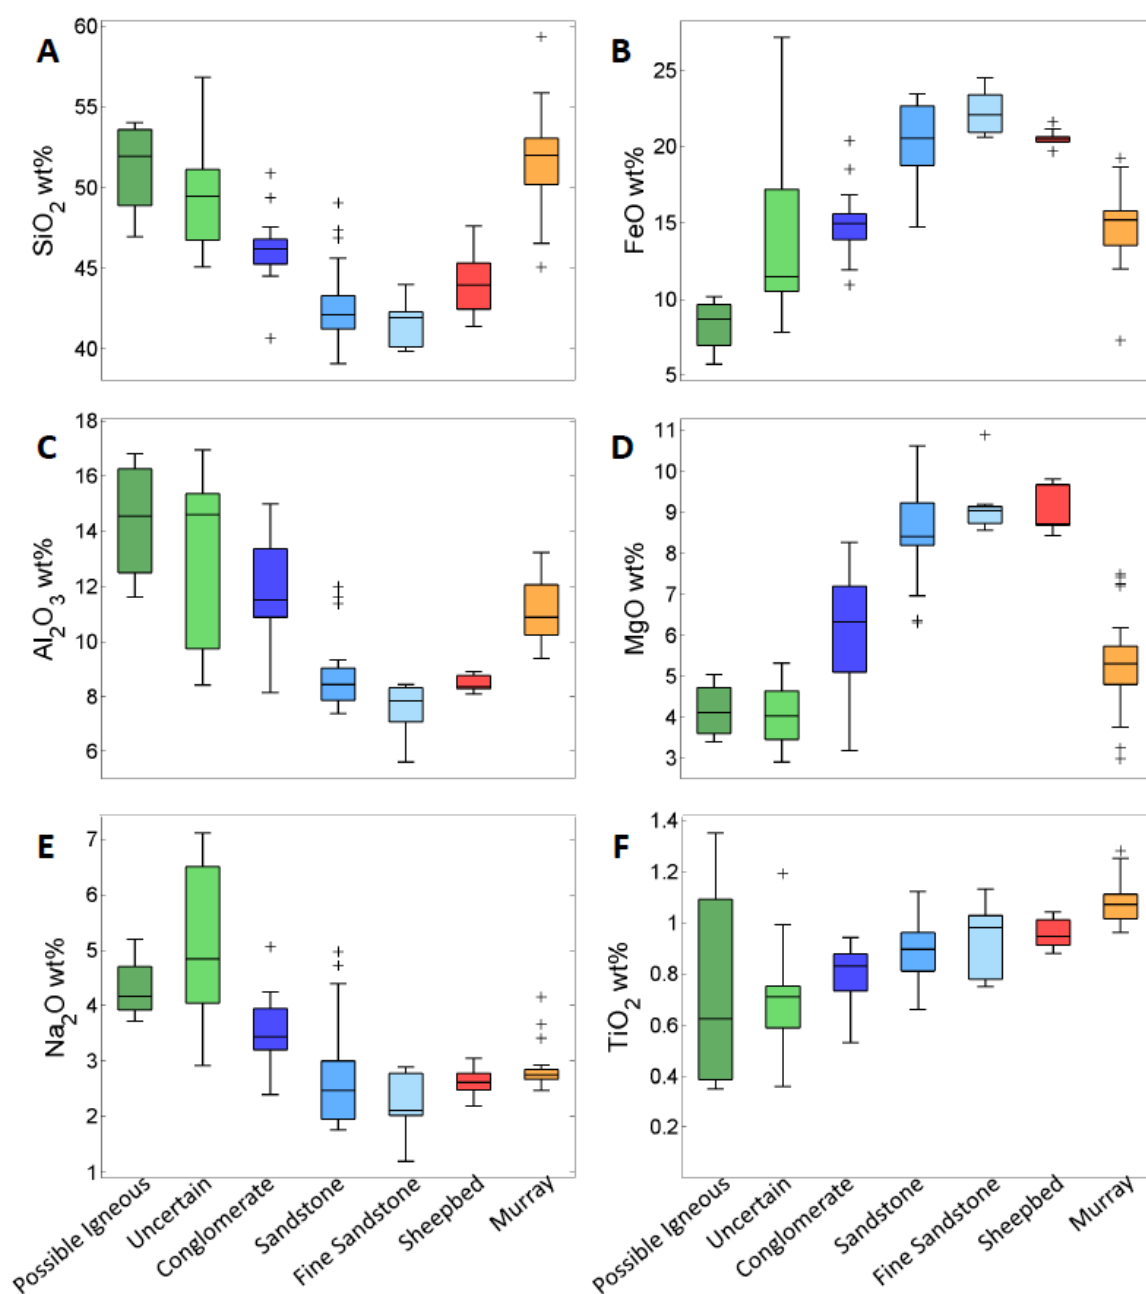 A
SiO2 wt%
60
55
50
45
40
B
FeO wt%
25
20
15
10
5
C
Al2O3 wt%
18
16
14
12
10
8
6
D
MgO wt%
11
10
9
8
7
6
5
4
3
E
Na2O wt%
7
6
5
4
3
2
1
F
TiO2 wt%
1.4
1.2
1
0.8
0.6
0.4
0.2
Possible Igneous
Uncertain
Conglomerate
Sandstone
Fine Sandstone
Sheepbed
Murray
Possible Igneous
Uncertain
Conglomerate
Sandstone
Fine Sandstone
Sheepbed
Murray